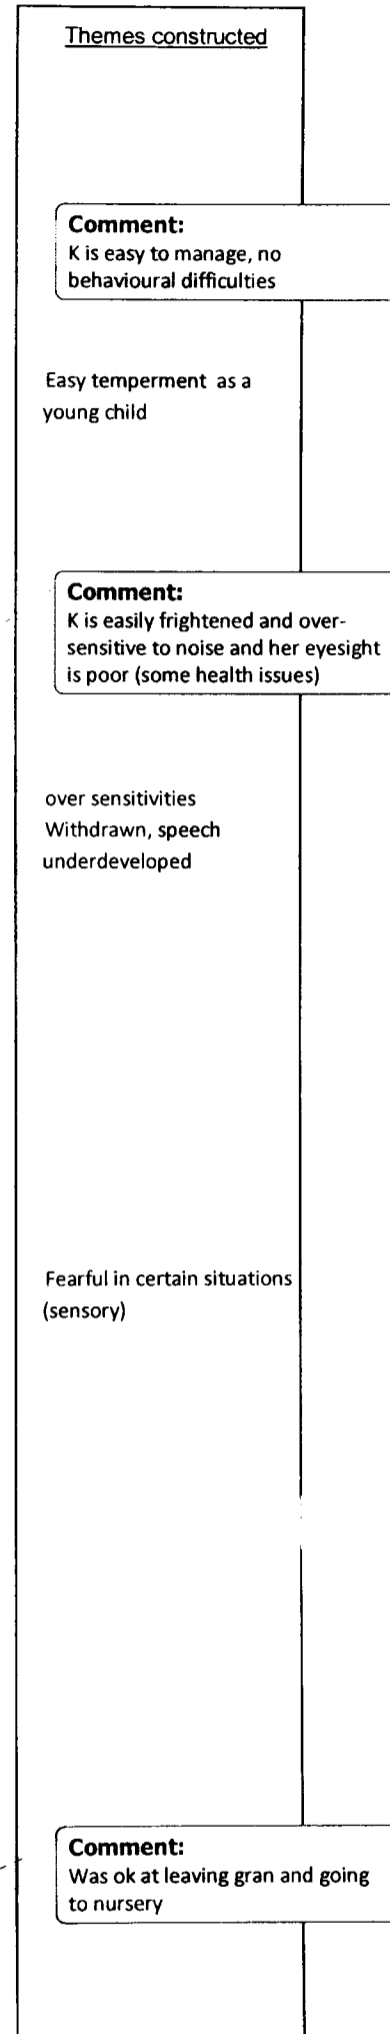 Themes constructed
Comment:
K is easy to manage, no
behavioural difficulties
Easy temperment as a
young child
Comment:
K is easily frightened and over-
sensitive to noise and her eyesight
is poor (some health issues)
over sensitivities
Withdrawn, speech
underdeveloped
Fearful in certain situations
(sensory)
Comment:
Was ok at leaving gran and going
to nursery